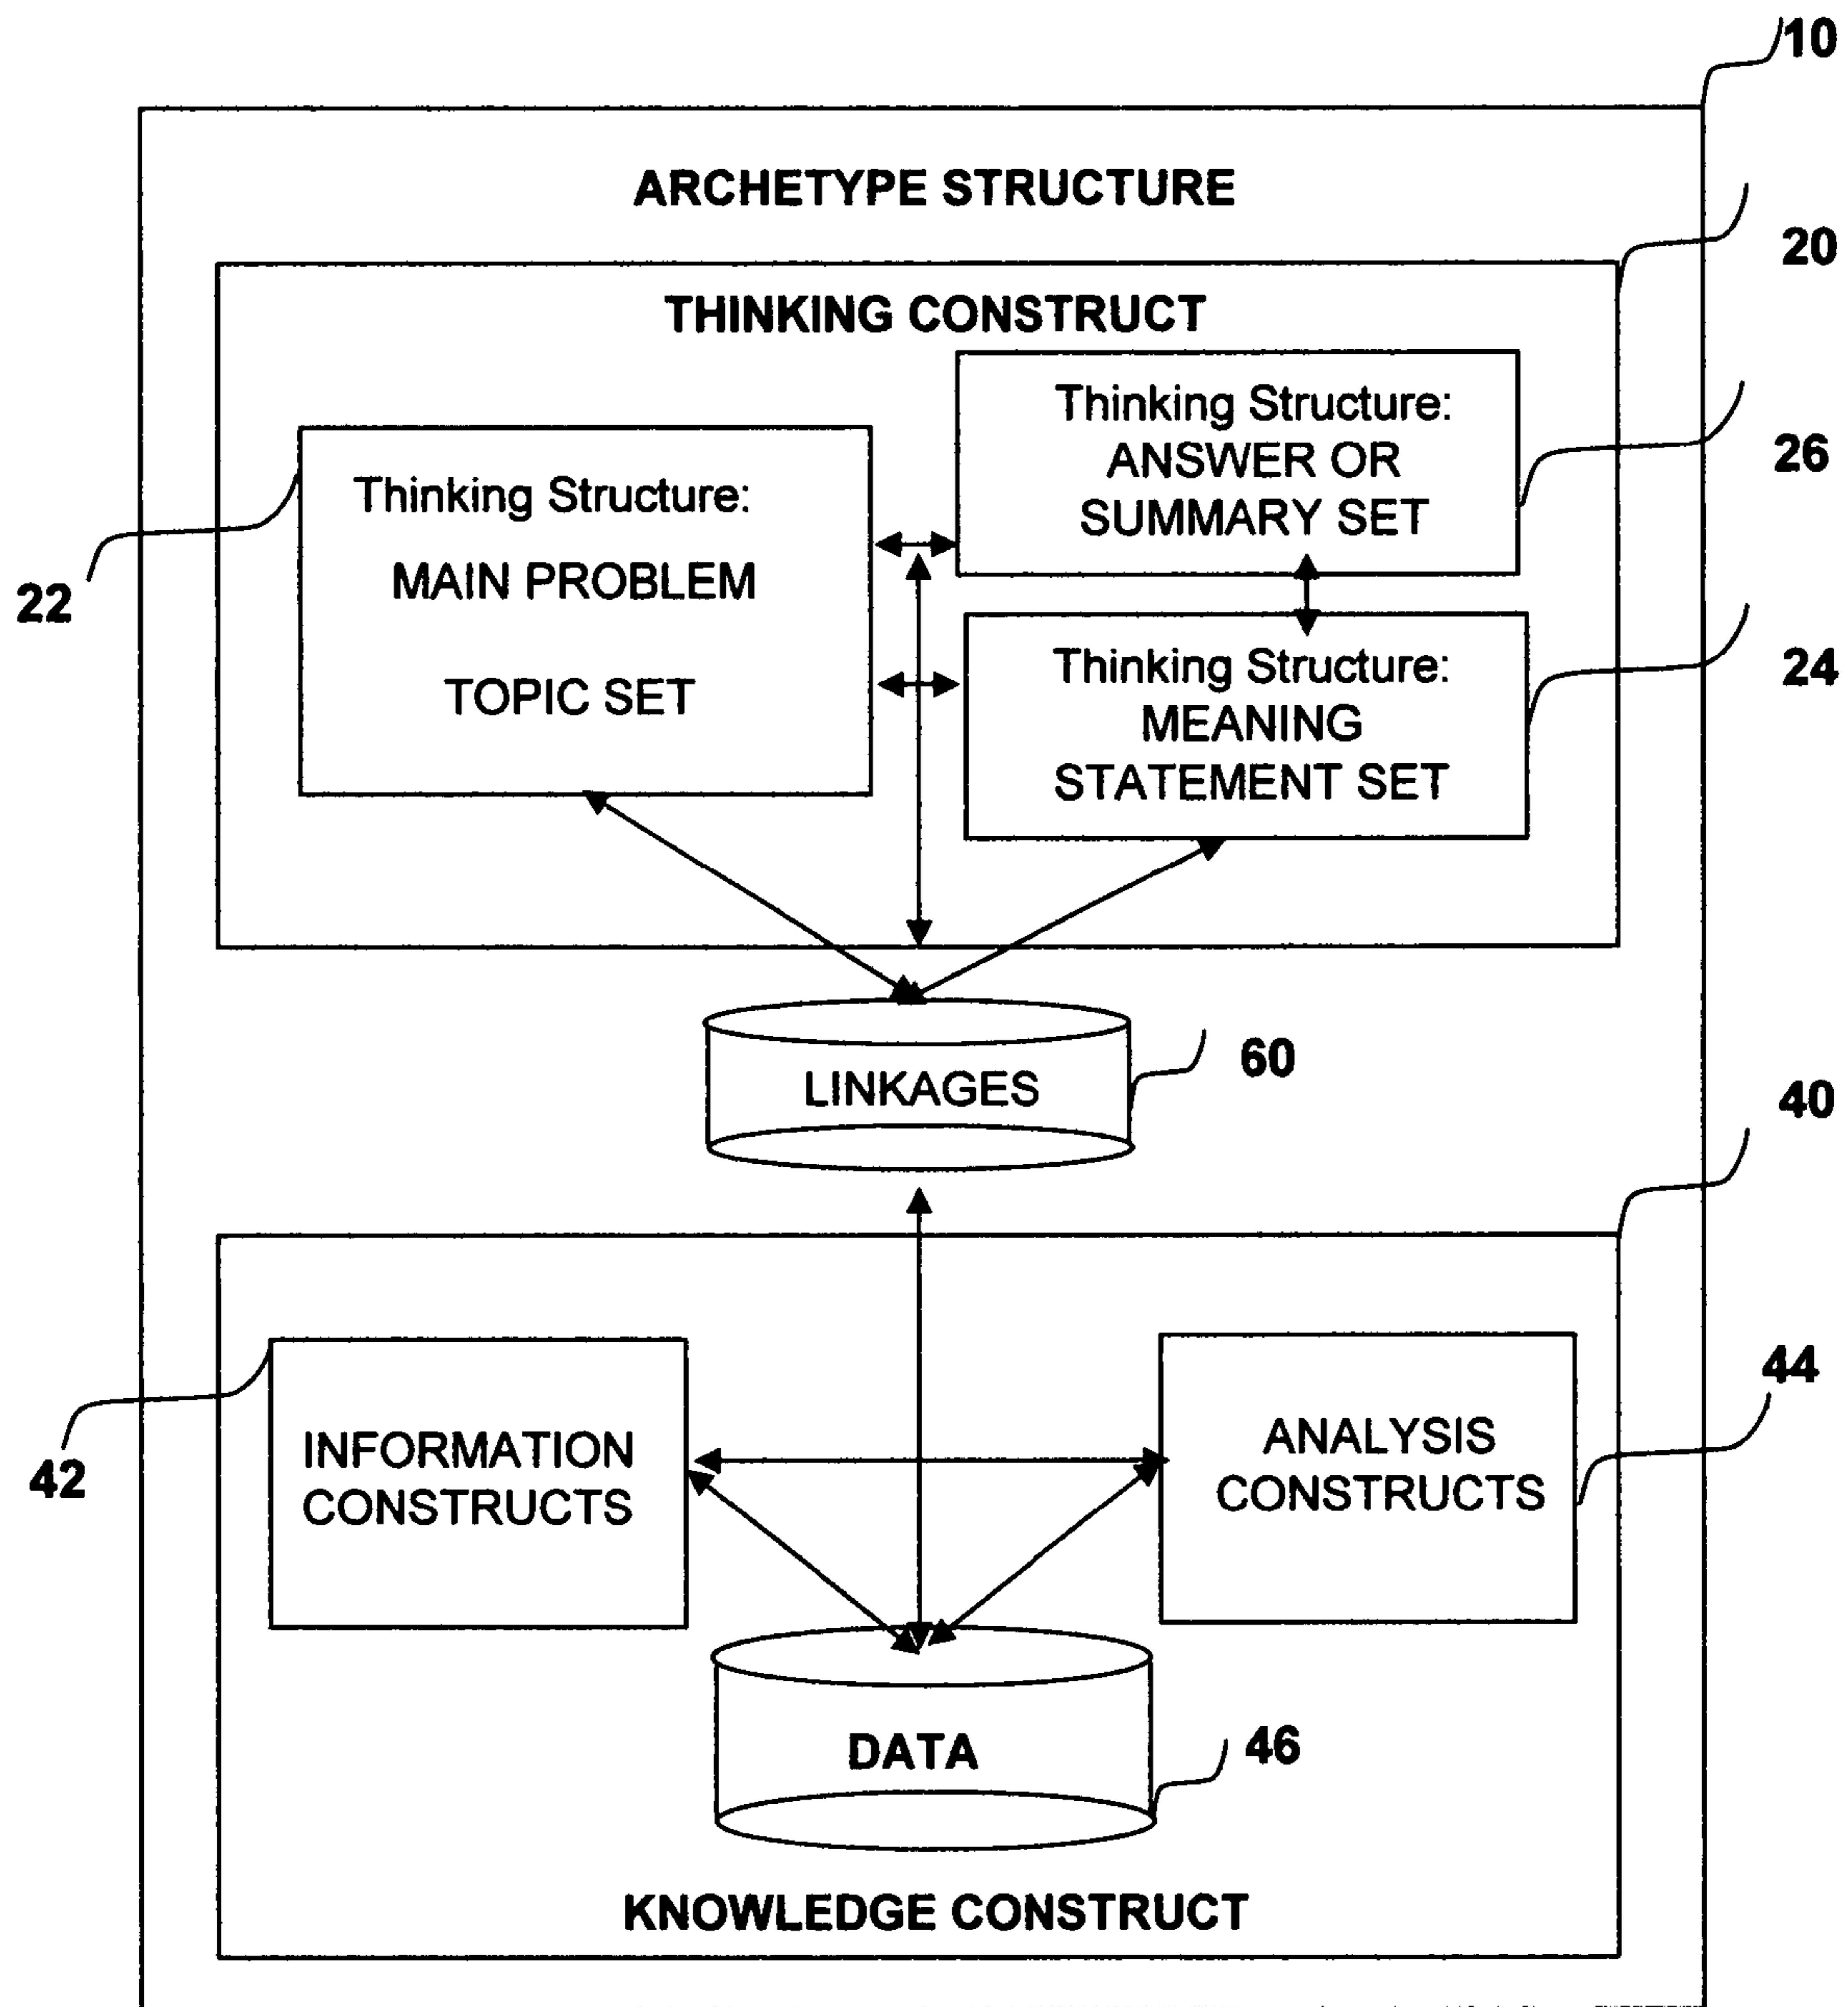 10
ARCHETYPE STRUCTURE
20
THINKING CONSTRUCT
Thinking Structure:
ANSWER OR
SUMMARY SET
26
Thinking Structure:
MAIN PROBLEM
TOPIC SET
22
Thinking Structure:
MEANING
STATEMENT SET
24
LINKAGES
60
40
INFORMATION
CONSTRUCTS
42
ANALYSIS
CONSTRUCTS
44
DATA
46
KNOWLEDGE CONSTRUCT